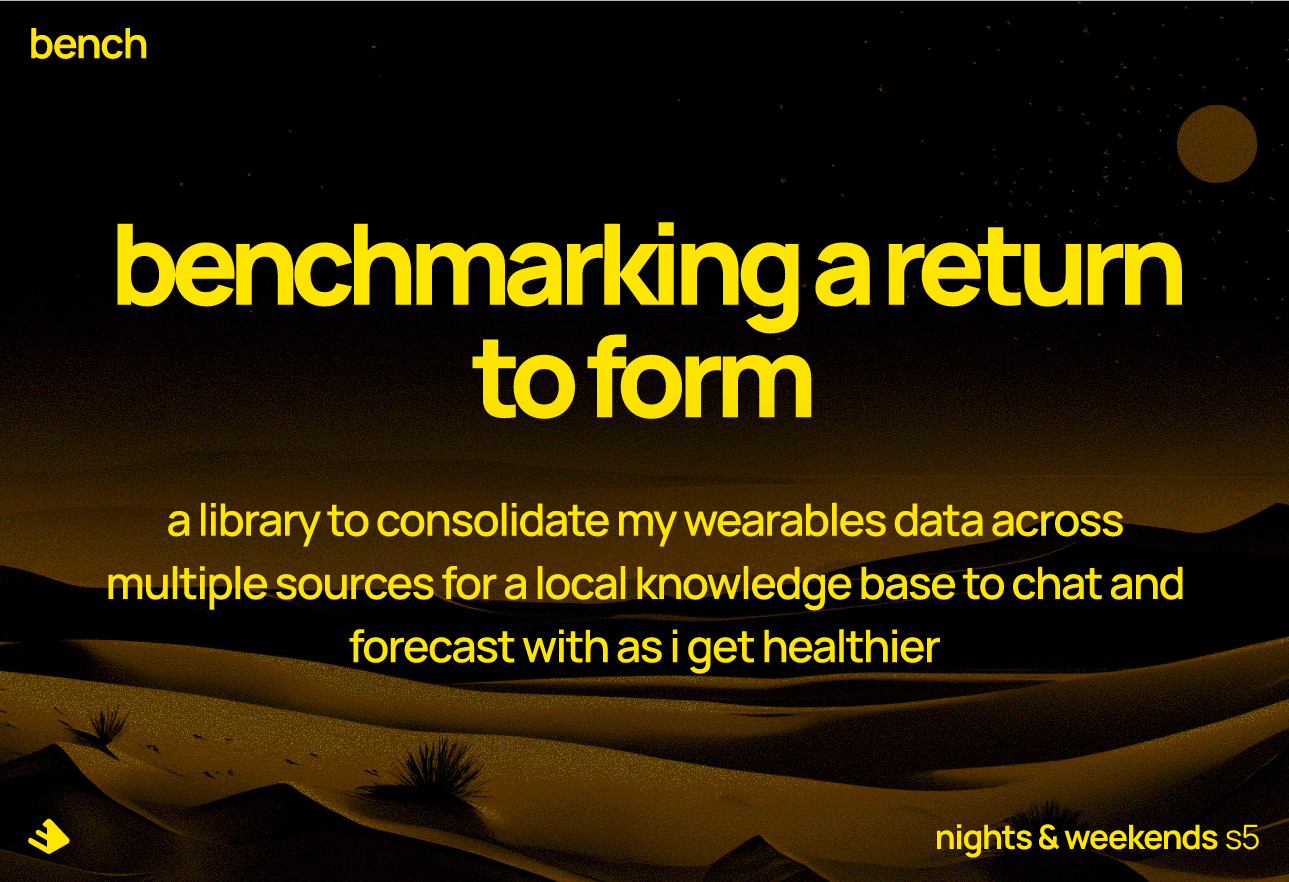 bench
benchmarking a return
to form
a library to consolidate my wearables data across
multiple sources for a local knowledge base to chat and
forecast with as i get healthier
nights & weekends s5